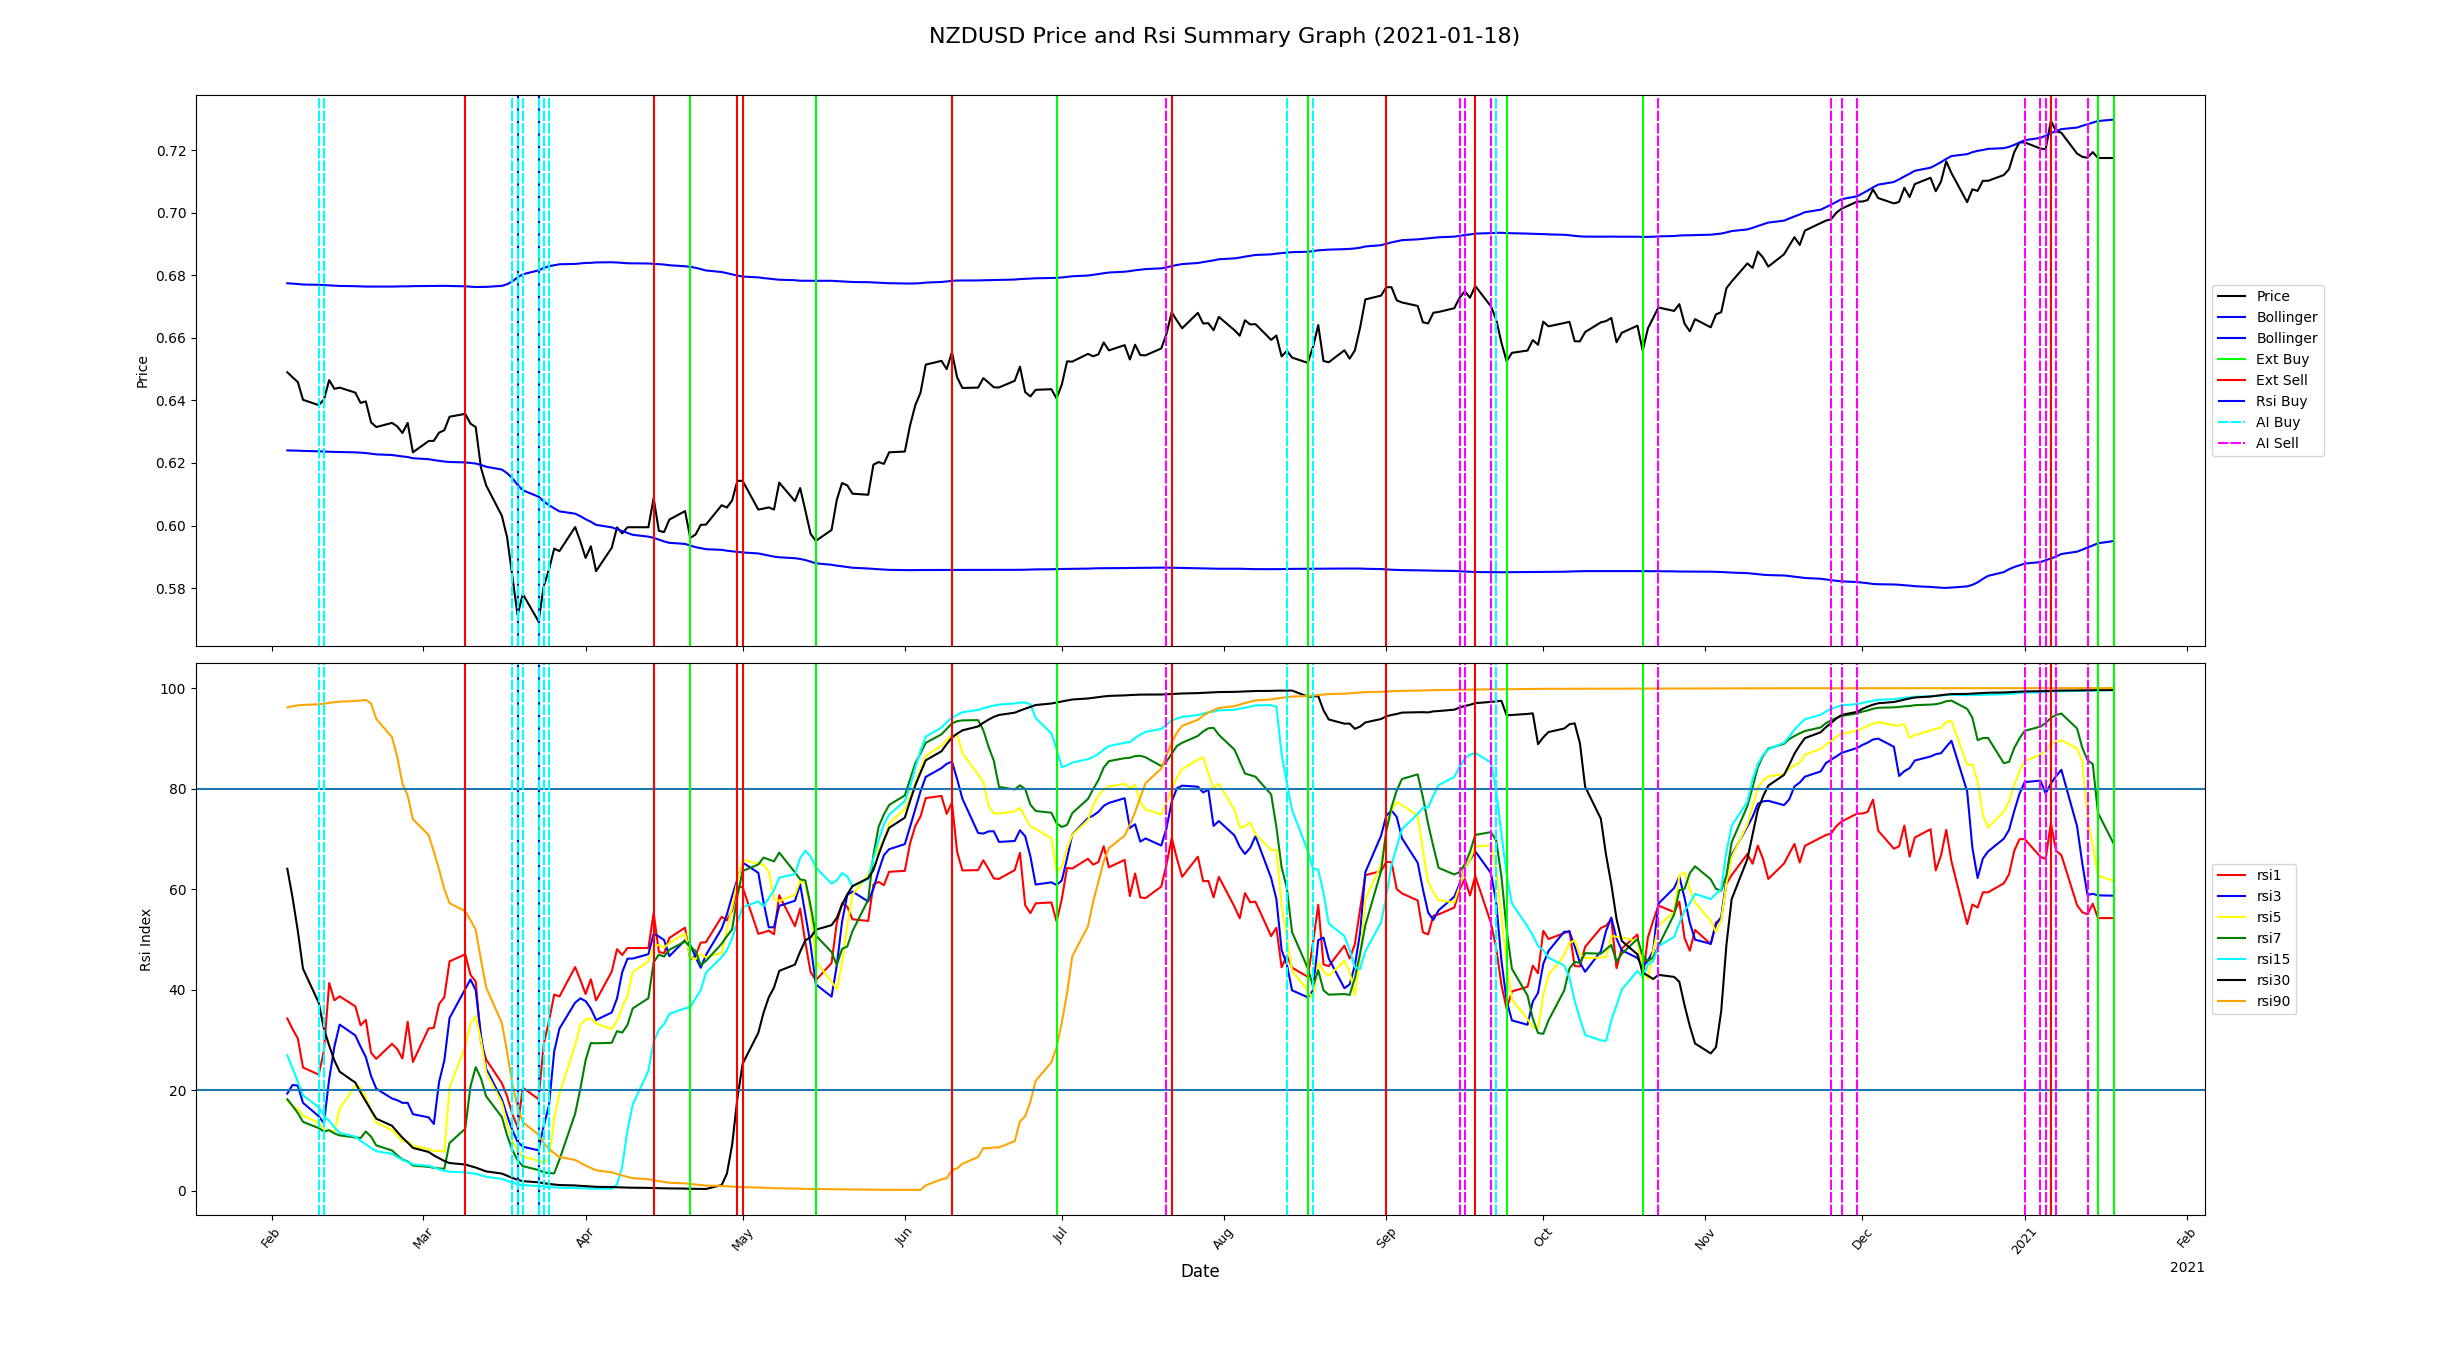 NZDUSD Price and Rsi Summary Graph (2021-01-18)
Price
0.72
0.70
0.68
0.66
0.64
0.62
0.60
0.58
Price
Bollinger
Bollinger
Ext Buy
Ext Sell
Rsi Buy
AI Buy
AI Sell
Rsi Index
100
80
60
40
20
0
rsi1
rsi3
rsi5
rsi7
rsi15
rsi30
rsi90
Feb
Mar
Apr
May
Jun
Jul
Aug
Sep
Oct
Nov
Dec
2021
Feb
Date
2021